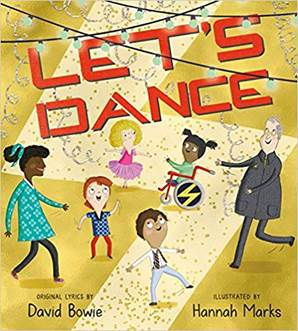 LET'S
DANCE
ORIGINAL LYRICS BY
David Bowie
ILLUSTRATED BY
Hannah Marks